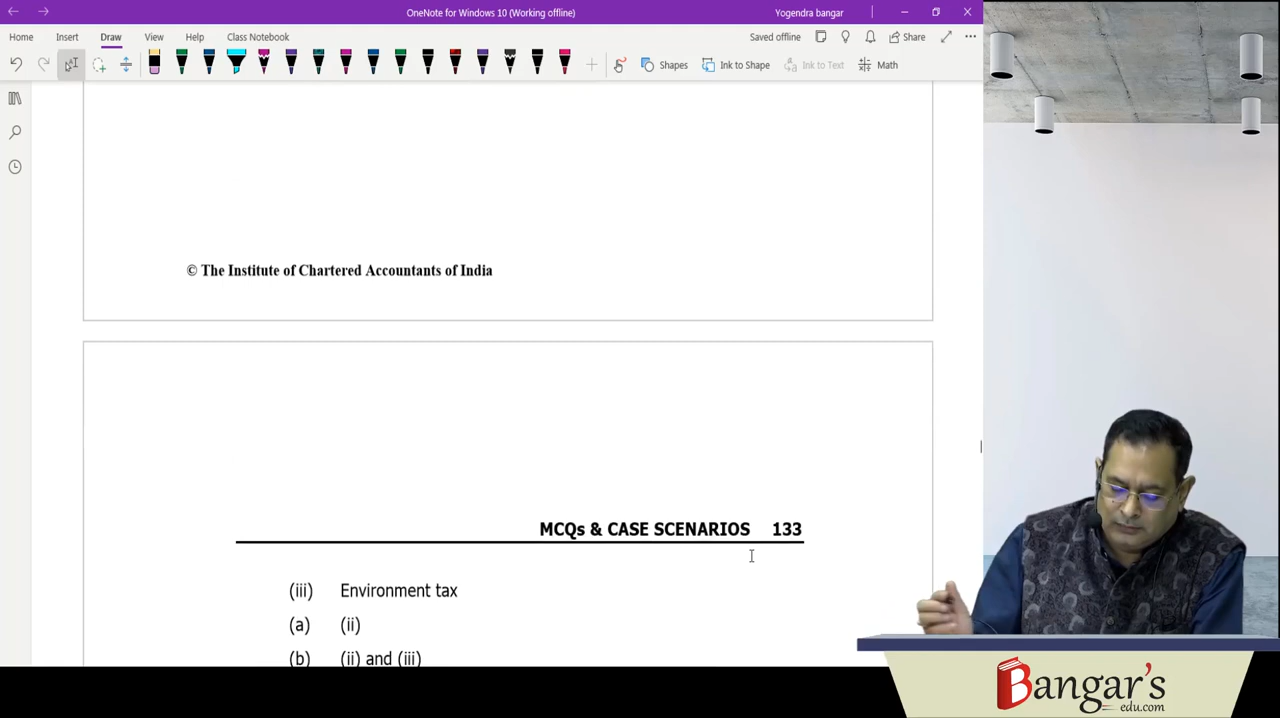 OneNote for Windows 10 (Working offline)
Yogendra bangar
Home Insert Draw View Help Class Notebook
Saved offline
Share
Shapes
Ink to Shape
Ink to Text
Math
© The Institute of Chartered Accountants of India
MCQs & CASE SCENARIOS 133
(iii) Environment tax
(a) (ii)
(b) (ii) and (iii)
Bangar's
edu.com